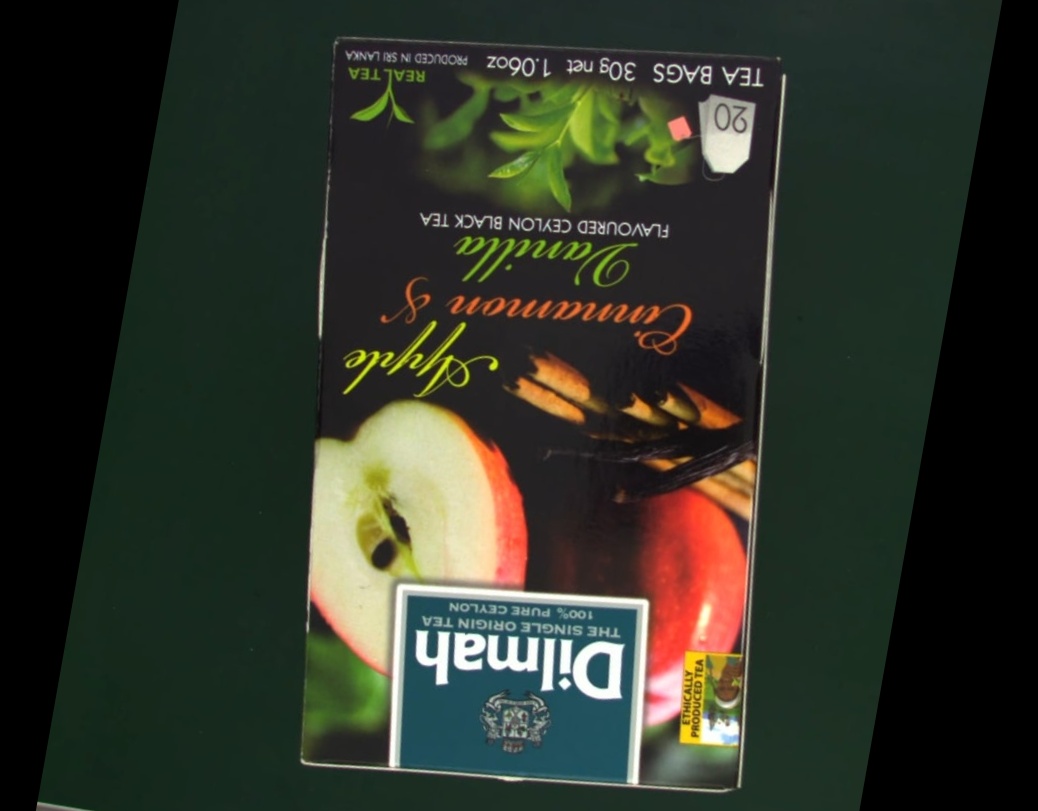 Dilmah
THE SINGLE ORIGIN TEA
100% PURE CEYLON
ETHICALLY
PRODUCED TEA
Apple
Cinnamon &
Vanilla
FLAVOURED CEYLON BLACK TEA
20
TEA BAGS 30g net 1.06oz
REAL TEA
PRODUCED IN SRI LANKA